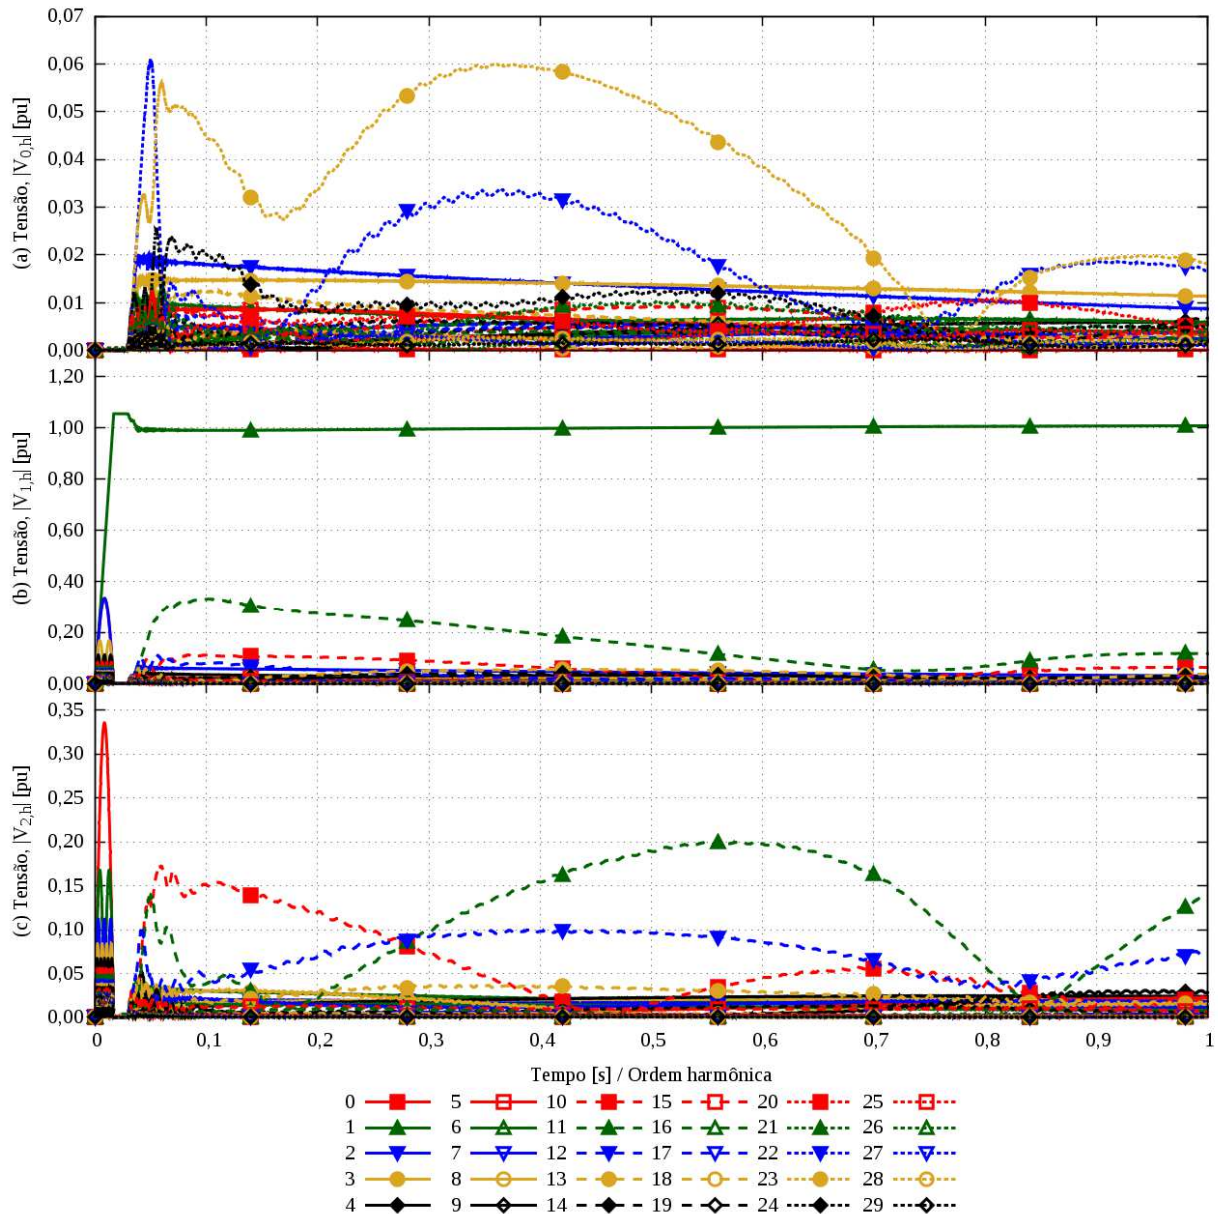 0,07
0,06
0,05
0,04
0,03
0,02
0,01
0,00
(a) Tensão, |V0,h| [pu]
1,20
1,00
0,80
0,60
0,40
0,20
0,00
(b) Tensão, |V1,h| [pu]
0,35
0,30
0,25
0,20
0,15
0,10
0,05
0,00
(c) Tensão, |V2,h| [pu]
0 0,1 0,2 0,3 0,4 0,5 0,6 0,7 0,8 0,9 1
Tempo [s] / Ordem harmônica
0 5 10 15 20 25
1 6 11 16 21 26
2 7 12 17 22 27
3 8 13 18 23 28
4 9 14 19 24 29